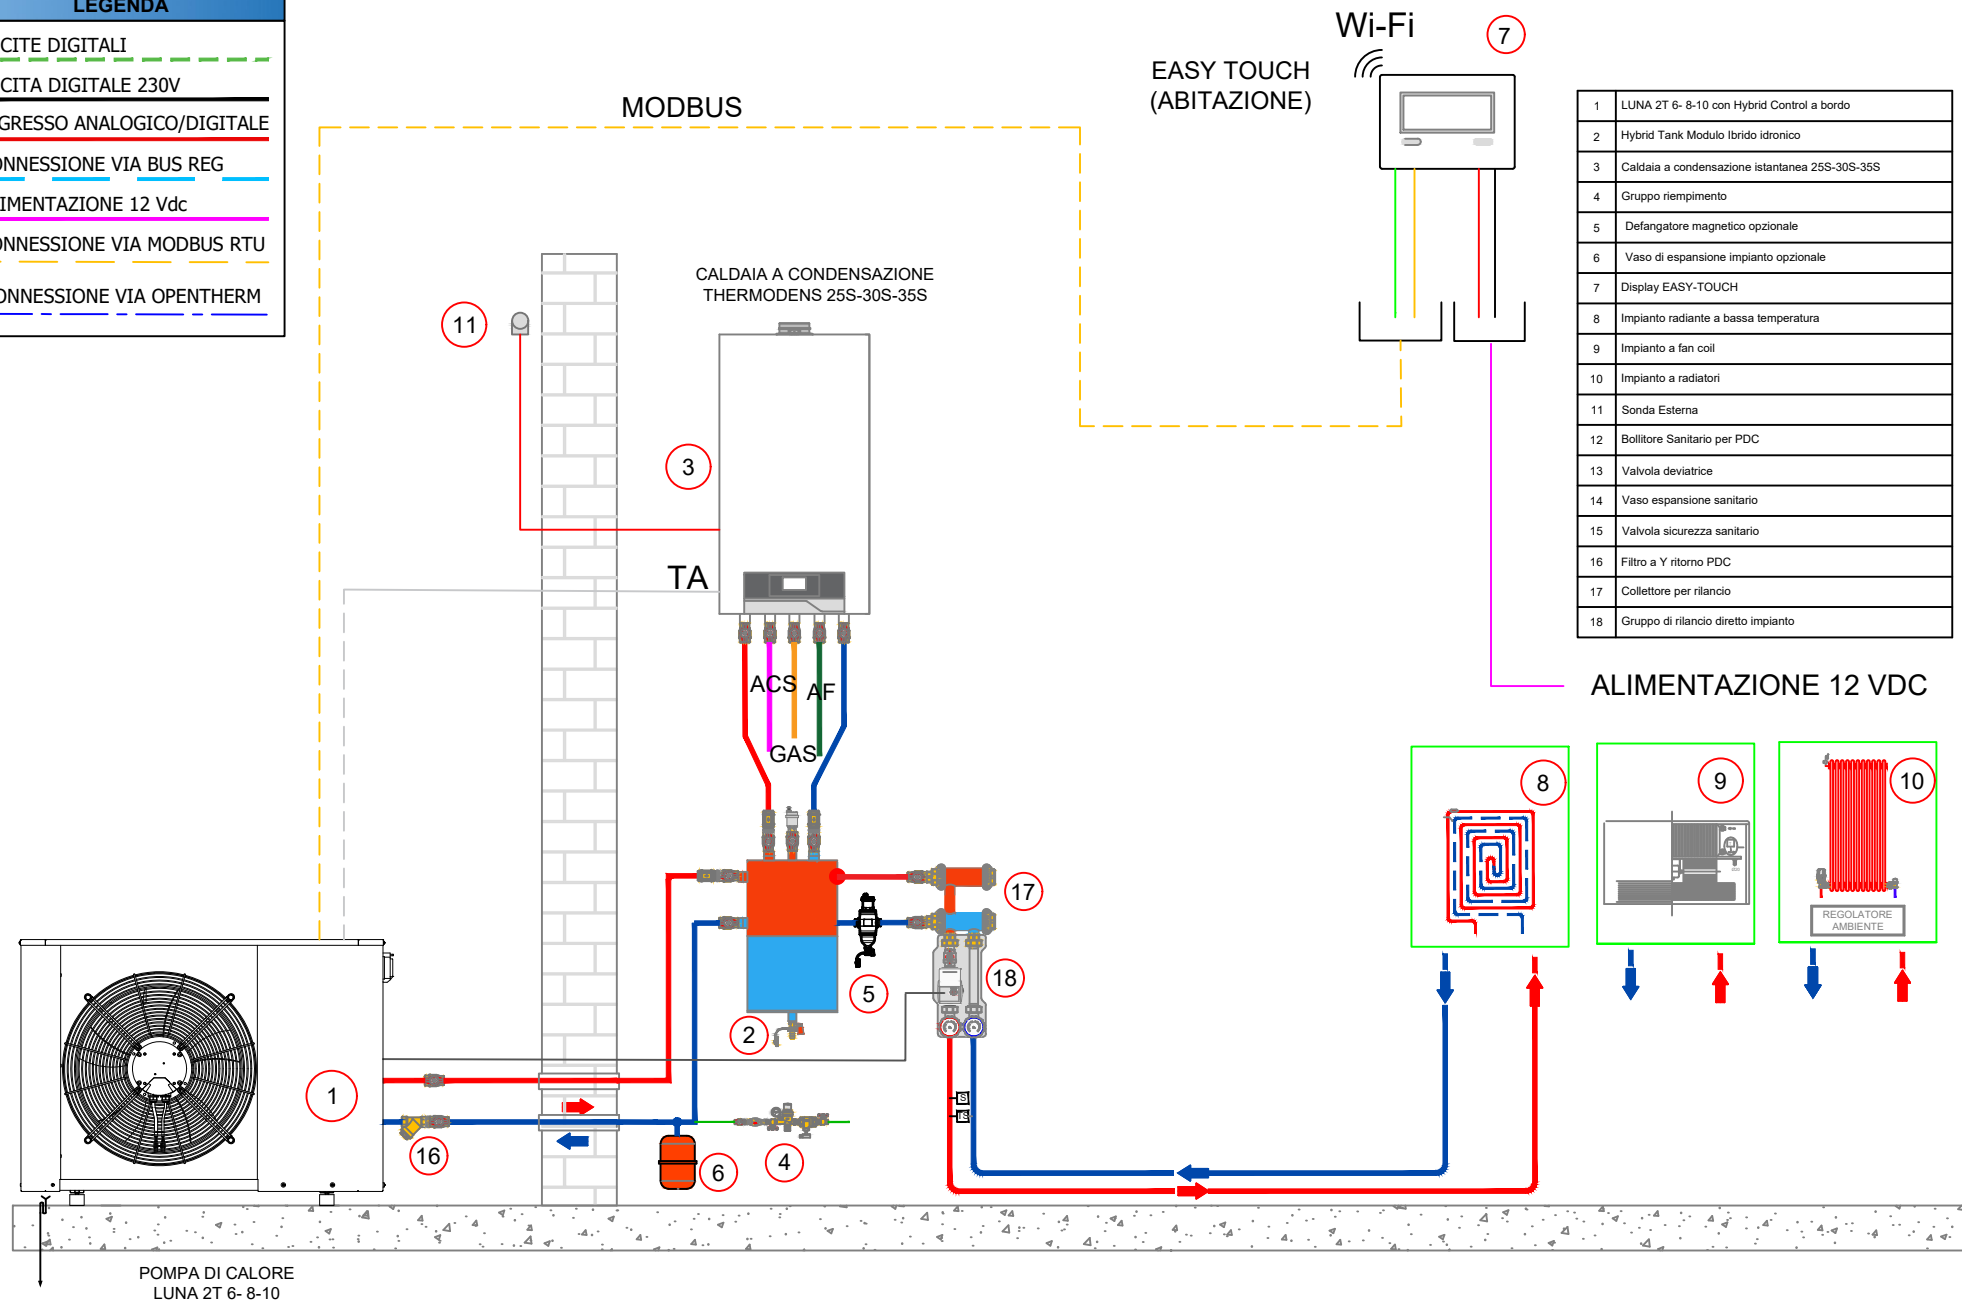 LEGENDA
CITE DIGITALI
CITA DIGITALE 230V
GRESSO ANALOGICO/DIGITALE
ONNESSIONE VIA BUS REG
IMENTAZIONE 12 Vdc
ONNESSIONE VIA MODBUS RTU
ONNESSIONE VIA OPENTHERM
MODBUS
Wi-Fi
7
EASY TOUCH
(ABITAZIONE)
1 LUNA 2T 6- 8-10 con Hybrid Control a bordo
2 Hybrid Tank Modulo Ibrido idronico
3 Caldaia a condensazione istantanea 25S-30S-35S
4 Gruppo riempimento
5 Defangatore magnetico opzionale
6 Vaso di espansione impianto opzionale
7 Display EASY-TOUCH
8 Impianto radiante a bassa temperatura
9 Impianto a fan coil
10 Impianto a radiatori
11 Sonda Esterna
12 Bollitore Sanitario per PDC
13 Valvola deviatrice
14 Vaso espansione sanitario
15 Valvola sicurezza sanitario
16 Filtro a Y ritorno PDC
17 Collettore per rilancio
18 Gruppo di rilancio diretto impianto
ALIMENTAZIONE 12 VDC
CALDAIA A CONDENSAZIONE
THERMODENS 25S-30S-35S
11
3
TA
ACS
AF
GAS
8
9
10
REGOLATORE
AMBIENTE
17
18
5
2
1
16
6
4
S
TS
POMPA DI CALORE
LUNA 2T 6- 8-10